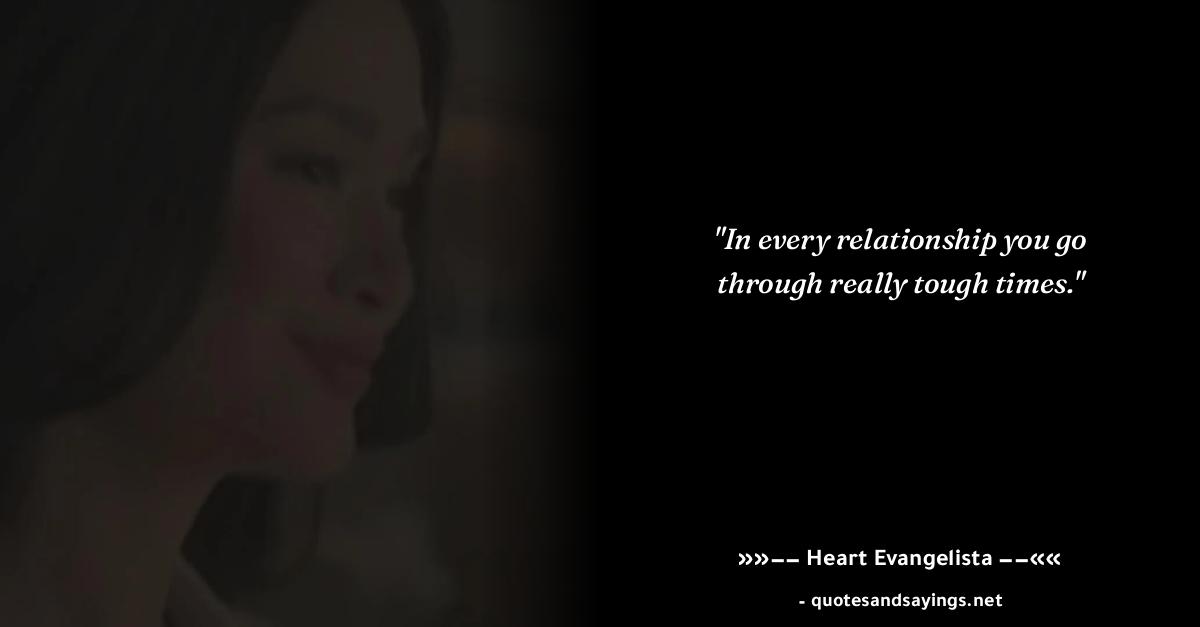 "In every relationship you go
through really tough times."
»»−− Heart Evangelista −−««
- quotesandsayings.net